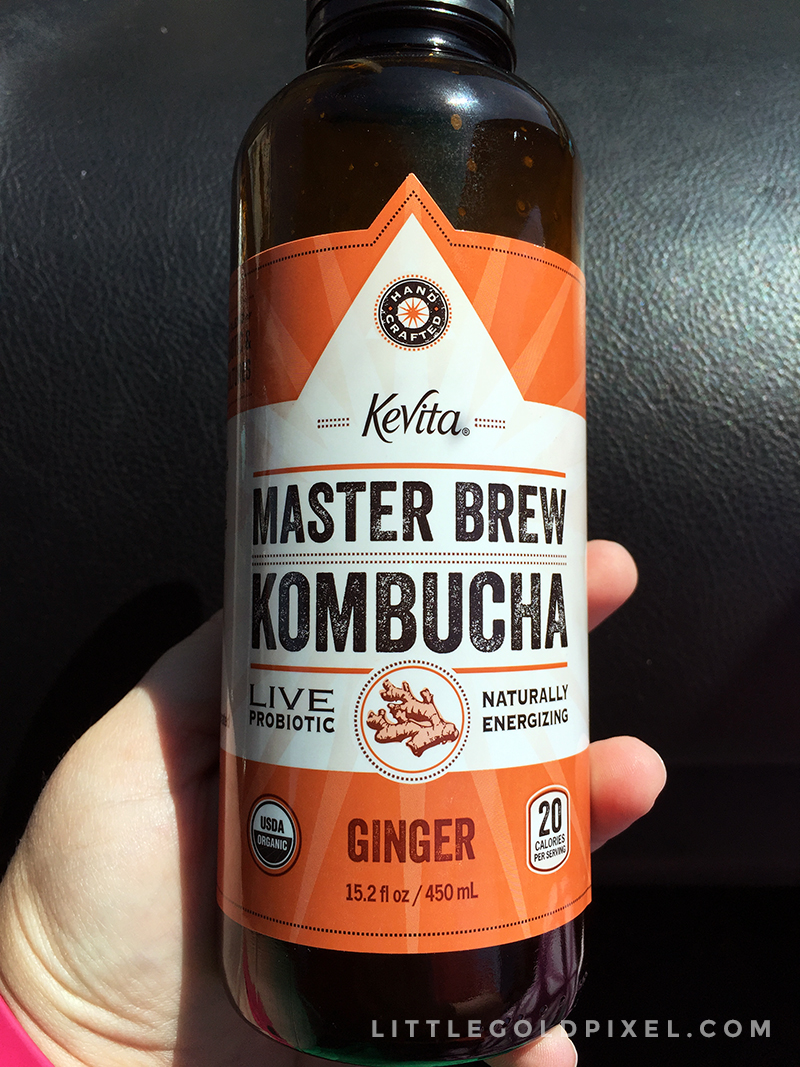 HAND
CRAFTED
KeVita®
MASTER BREW
KOMBUCHA
LIVE
PROBIOTIC
NATURALLY
ENERGIZING
USDA
ORGANIC
GINGER
20
CALORIES
PER SERVING
15.2 fl oz / 450 mL
LITTLEGOLDPIXEL.COM